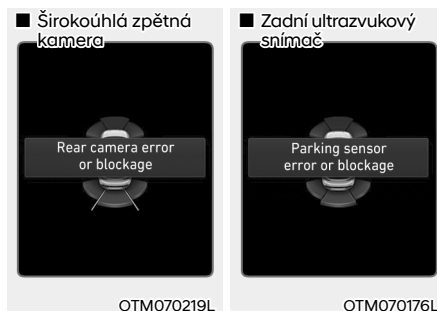 ■ Širokoúhlá zpětná
kamera
Rear camera error
or blockage
OTM070219L
■ Zadní ultrazvukový
snímač
Parking sensor
error or blockage
OTM070176L